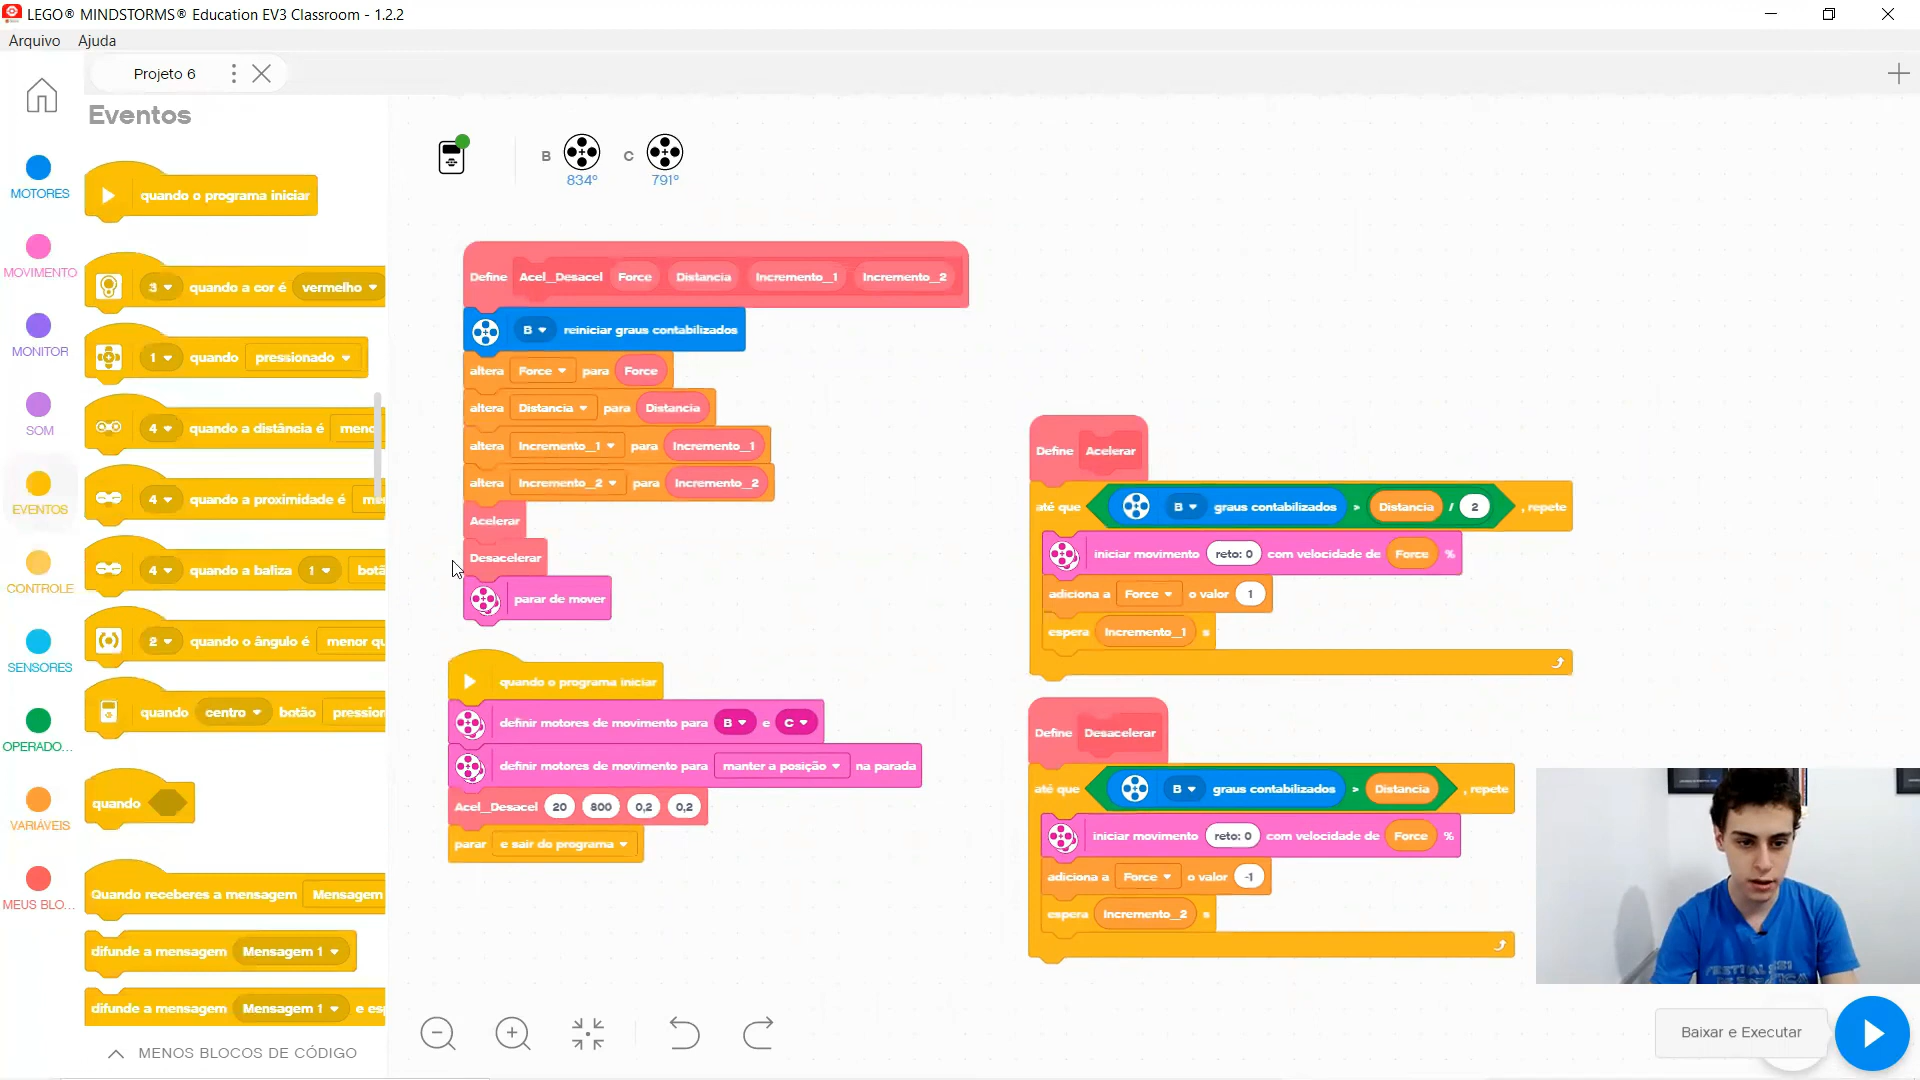 LEGO® MINDSTORMS® Education EV3 Classroom - 1.2.2
Arquivo Ajuda
Projeto 6
Eventos
MOTORES
MOVIMENTO
MONITOR
SOM
EVENTOS
CONTROLE
SENSORES
OPERADO...
VARIÁVEIS
MEUS BLO...
quando o programa iniciar
3 quando a cor é vermelho
1 quando pressionado
4 quando a distância é meno
4 quando a proximidade é me
4 quando a baliza 1 botã
2 quando o ângulo é menor qu
quando centro botão pression
quando
Quando receberes a mensagem Mensagem
difunde a mensagem Mensagem 1
difunde a mensagem Mensagem 1 e esp
MENOS BLOCOS DE CÓDIGO
B C
834° 791°
Define Acel_Desacel Force Distancia Incremento_1 Incremento_2
B reiniciar graus contabilizados
altera Force para Force
altera Distancia para Distancia
altera Incremento_1 para Incremento_1
altera Incremento_2 para Incremento_2
Acelerar
Desacelerar
parar de mover
quando o programa iniciar
definir motores de movimento para B e C
definir motores de movimento para manter a posição na parada
Acel_Desacel 20 800 0,2 0,2
parar e sair do programa
Define Acelerar
até que B graus contabilizados > Distancia / 2 , repete
iniciar movimento reto: 0 com velocidade de Force %
adiciona a Force o valor 1
espera Incremento_1 s
Define Desacelerar
até que B graus contabilizados > Distancia , repete
iniciar movimento reto: 0 com velocidade de Force %
adiciona a Force o valor -1
espera Incremento_2 s
Baixar e Executar